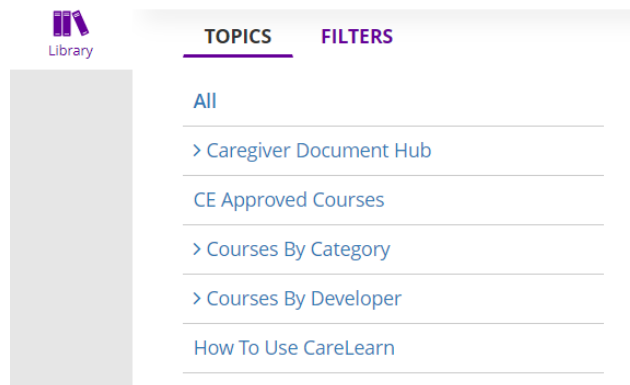 Library
TOPICS FILTERS
All
> Caregiver Document Hub
CE Approved Courses
> Courses By Category
> Courses By Developer
How To Use CareLearn